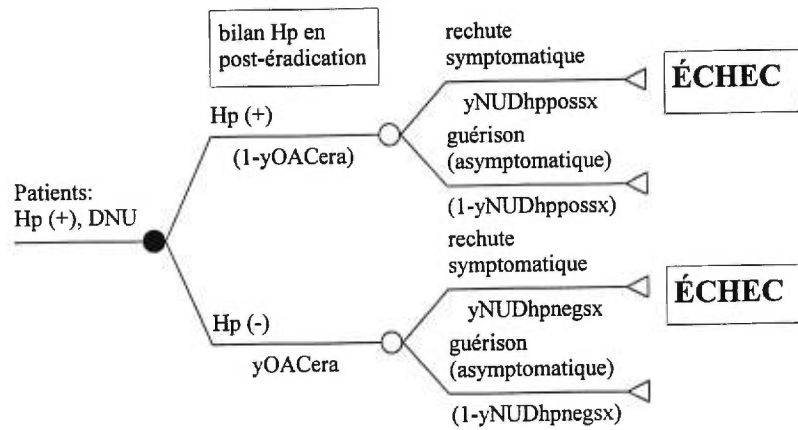 bilan Hp en
post-éradication
rechute
symptomatique
ÉCHEC
yNUDhppossx
Hp (+)
(1-yOACera)
guérison
(asymptomatique)
(1-yNUDhppossx)
Patients:
Hp (+), DNU
rechute
symptomatique
ÉCHEC
yNUDhpnegsx
Hp (-)
yOACera
guérison
(asymptomatique)
(1-yNUDhpnegsx)